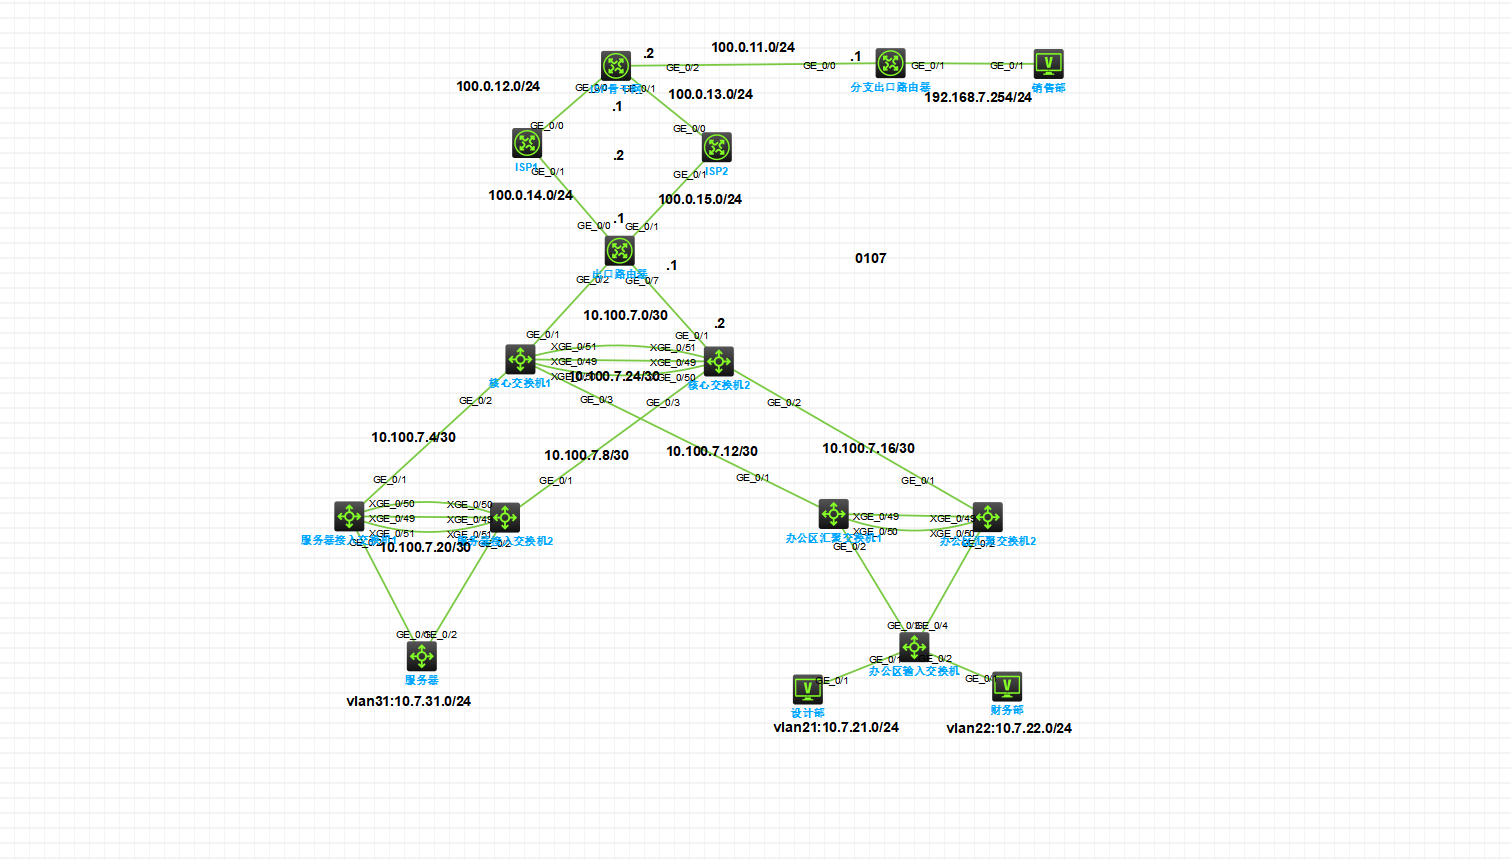 .2
100.0.11.0/24
.1
GE_0/2
GE_0/0
GE_0/1
GE_0/1
分支出口路由器
销售部
192.168.7.254/24
100.0.12.0/24
GE_0/0
GE_0/1
100.0.13.0/24
.1
GE_0/0
GE_0/0
.2
ISP1
GE_0/1
GE_0/1
ISP2
100.0.14.0/24
100.0.15.0/24
.1
GE_0/0
GE_0/1
0107
.1
出口路由器
GE_0/2
GE_0/7
10.100.7.0/30
.2
GE_0/1
GE_0/1
XGE_0/51
XGE_0/51
XGE_0/49
XGE_0/49
XGE_0/50
10.100.7.24/30
核心交换机1
核心交换机2
GE_0/2
GE_0/3
GE_0/3
GE_0/2
10.100.7.4/30
10.100.7.8/30
10.100.7.12/30
10.100.7.16/30
GE_0/1
GE_0/1
GE_0/1
GE_0/1
XGE_0/50
XGE_0/50
XGE_0/49
XGE_0/49
XGE_0/51
XGE_0/51
服务器接入交换机1
服务器接入交换机2
GE_0/2
GE_0/2
10.100.7.20/30
XGE_0/49
XGE_0/49
XGE_0/50
XGE_0/50
办公区汇聚交换机1
办公区汇聚交换机2
GE_0/2
GE_0/2
GE_0/2
服务器
vlan31:10.7.31.0/24
GE_0/4
GE_0/1
GE_0/2
办公区输入交换机
GE_0/1
GE_0/1
设计部
财务部
vlan21:10.7.21.0/24
vlan22:10.7.22.0/24